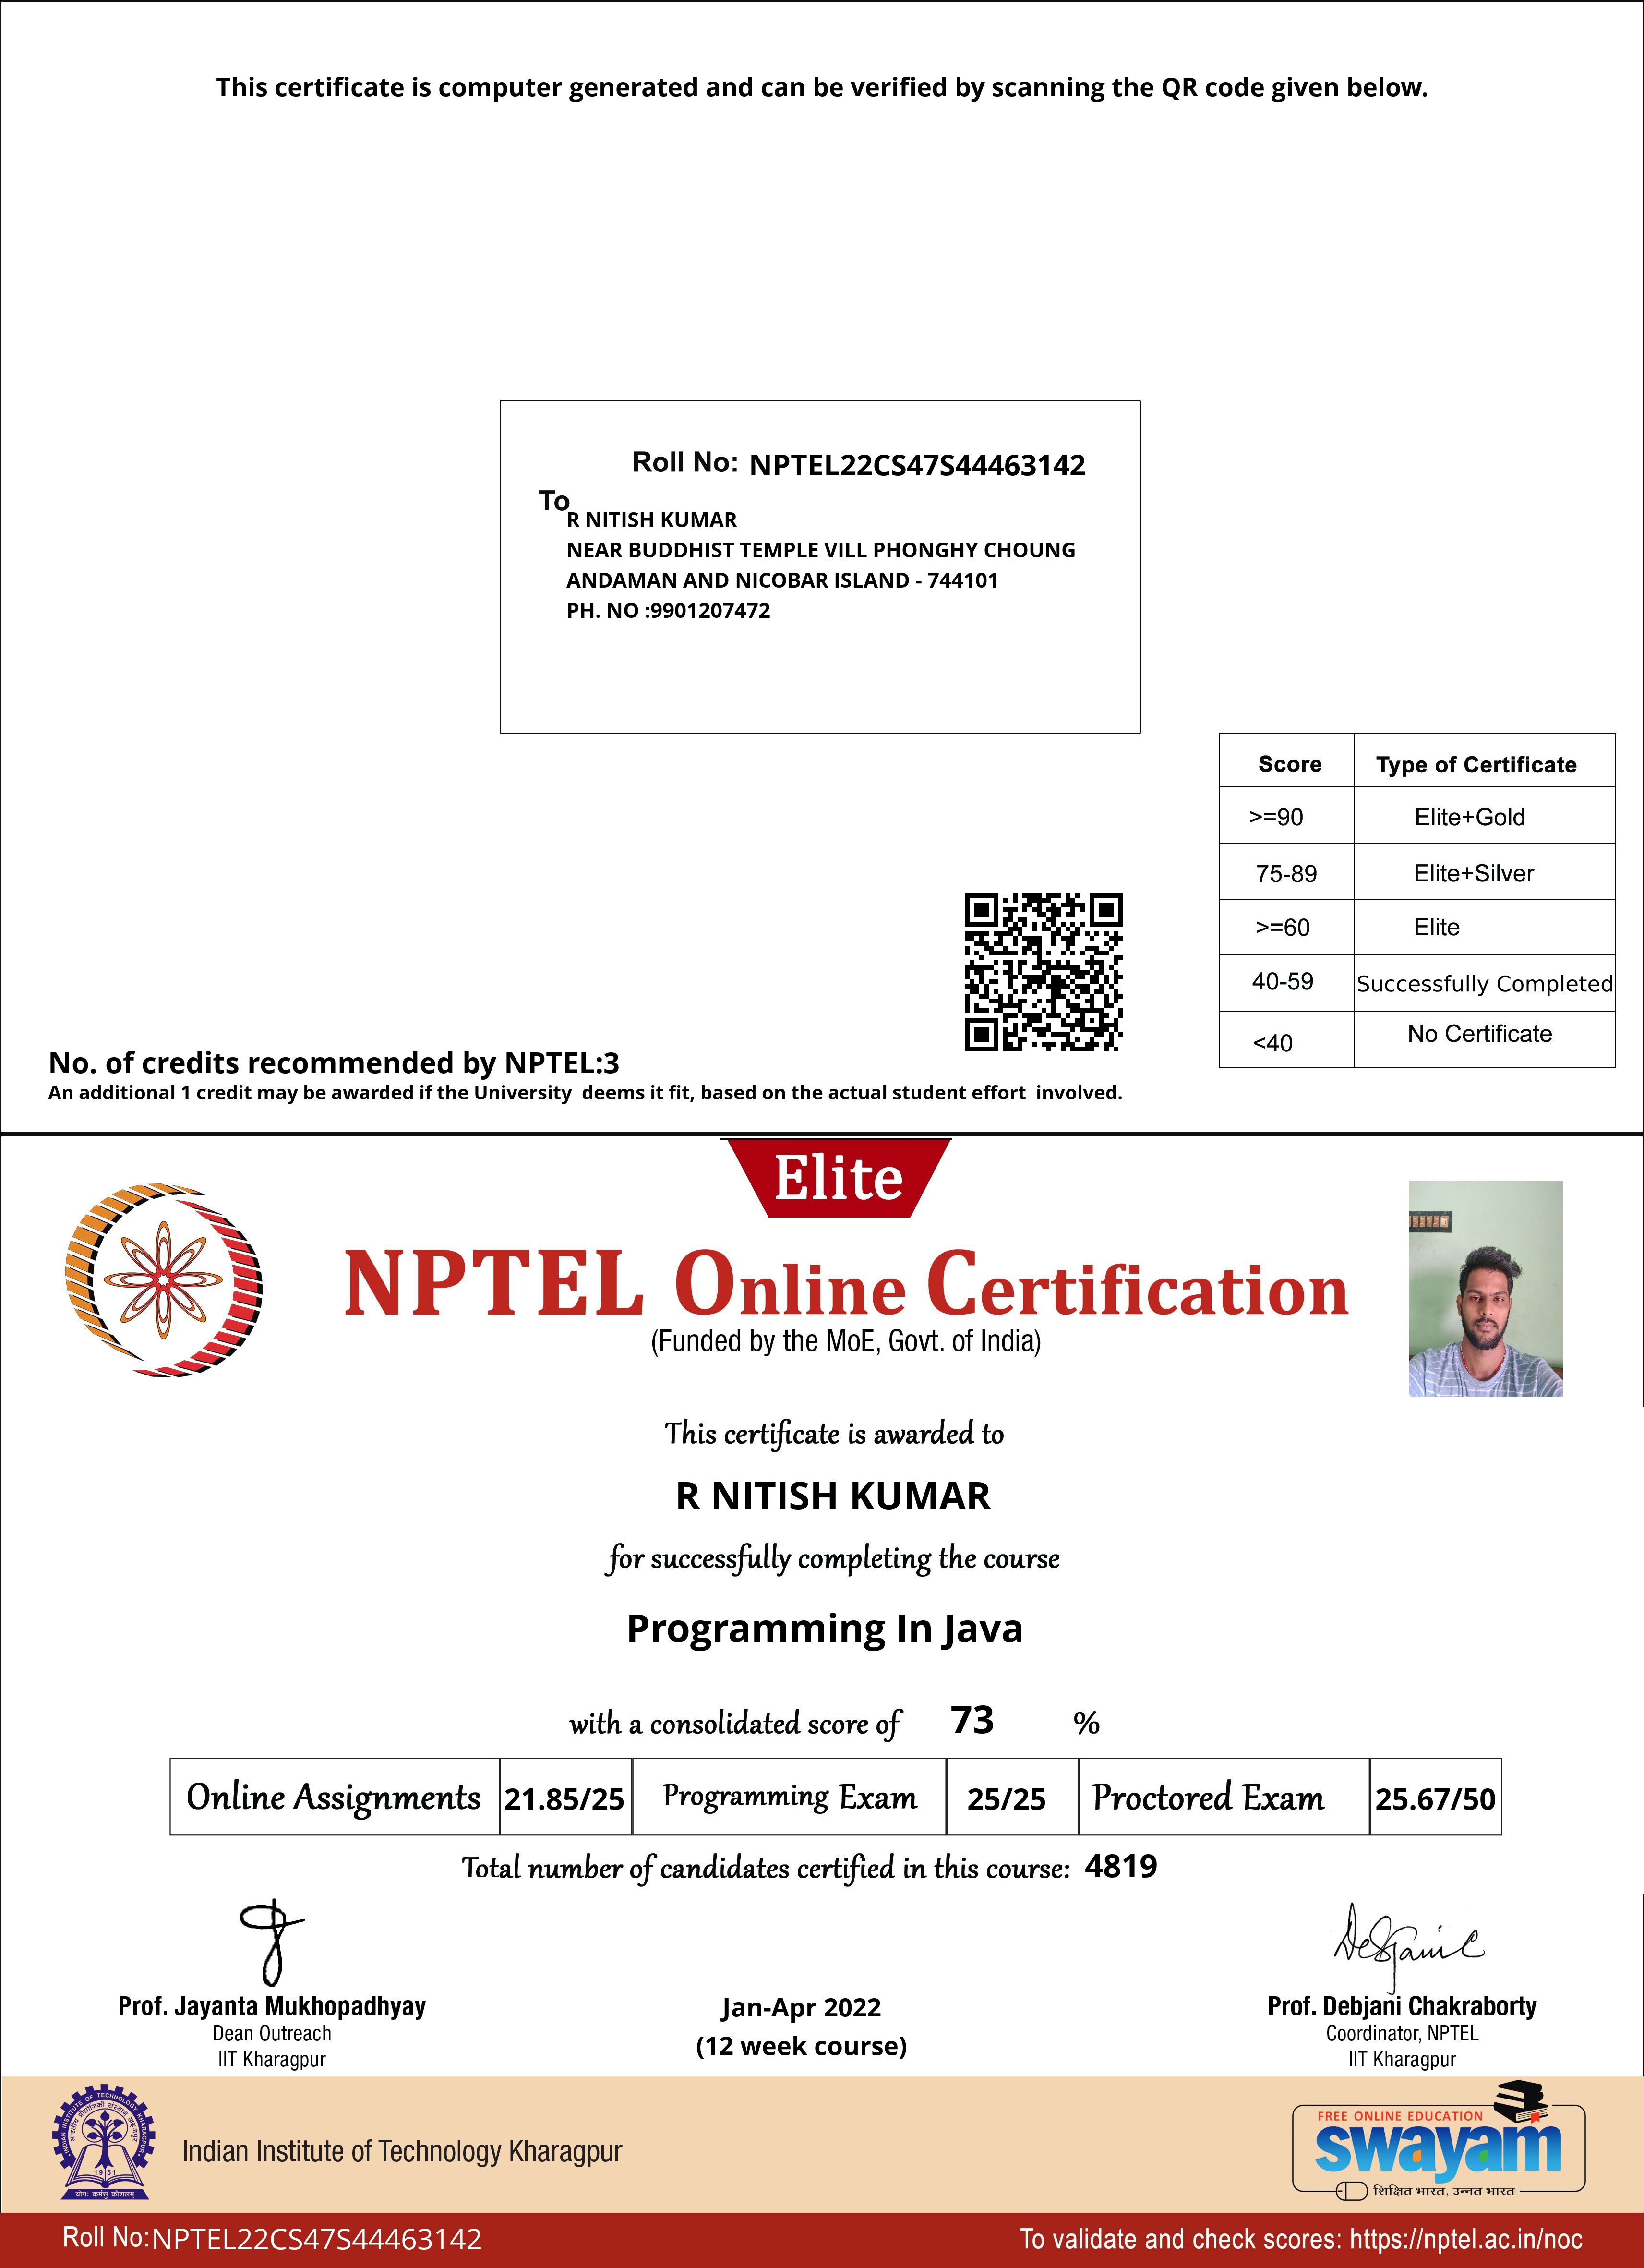 This certificate is computer generated and can be verified by scanning the QR code given below.
Roll No: NPTEL22CS47S44463142
To
R NITISH KUMAR
NEAR BUDDHIST TEMPLE VILL PHONGHY CHOUNG
ANDAMAN AND NICOBAR ISLAND - 744101
PH. NO :9901207472
Score Type of Certificate
>=90 Elite+Gold
75-89 Elite+Silver
>=60 Elite
40-59 Successfully Completed
<40 No Certificate
No. of credits recommended by NPTEL:3
An additional 1 credit may be awarded if the University deems it fit, based on the actual student effort involved.
Elite
NPTEL Online Certification
(Funded by the MoE, Govt. of India)
This certificate is awarded to
R NITISH KUMAR
for successfully completing the course
Programming In Java
with a consolidated score of 73 %
Online Assignments 21.85/25 Programming Exam 25/25 Proctored Exam 25.67/50
Total number of candidates certified in this course: 4819
Prof. Jayanta Mukhopadhyay
Dean Outreach
IIT Kharagpur
Jan-Apr 2022
(12 week course)
Prof. Debjani Chakraborty
Coordinator, NPTEL
IIT Kharagpur
INDIAN INSTITUTE OF TECHNOLOGY KHARAGPUR
1951
योगः कर्मसु कौशलम्
Indian Institute of Technology Kharagpur
FREE ONLINE EDUCATION
swayam
शिक्षित भारत, उन्नत भारत
Roll No:NPTEL22CS47S44463142
To validate and check scores: https://nptel.ac.in/noc